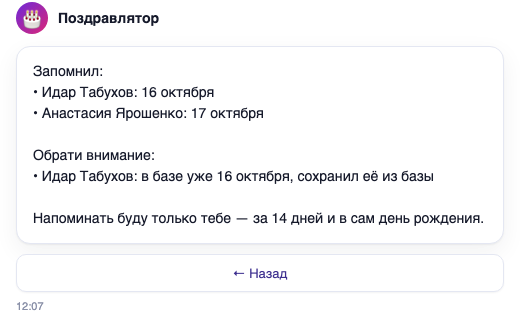 Поздравлятор
Запомнил:
• Идар Табухов: 16 октября
• Анастасия Ярошенко: 17 октября
Обрати внимание:
• Идар Табухов: в базе уже 16 октября, сохранил её из базы
Напоминать буду только тебе — за 14 дней и в сам день рождения.
← Назад
12:07